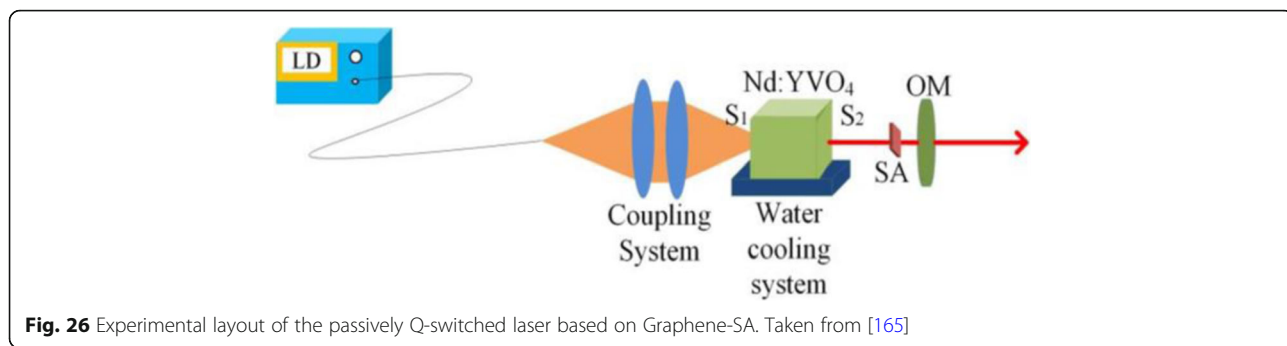 LD
Nd:YVO₄
OM
S₁
S₂
SA
Coupling
System
Water
cooling
system
Fig. 26 Experimental layout of the passively Q-switched laser based on Graphene-SA. Taken from [165]